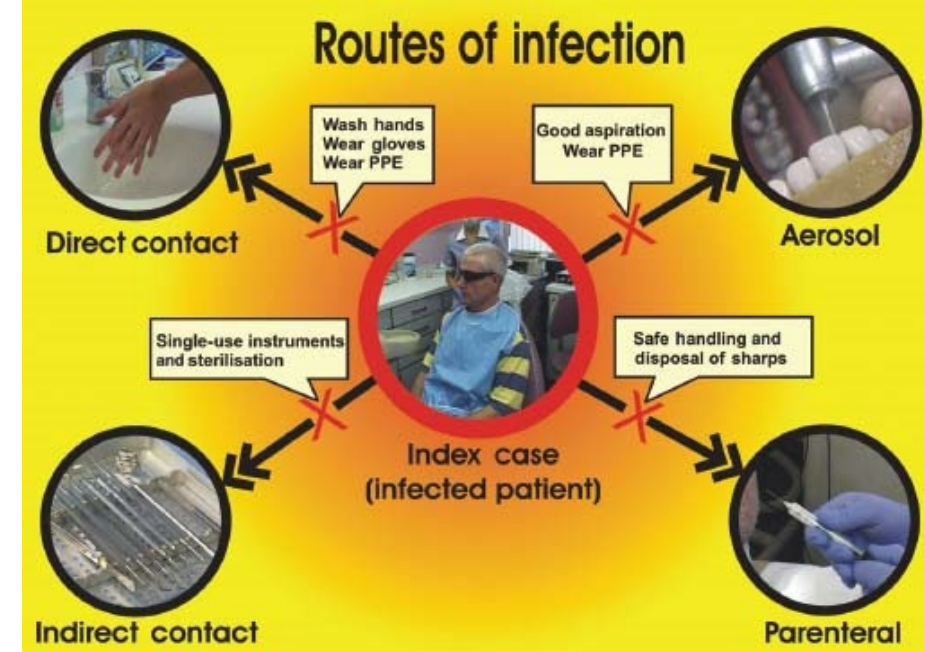 Routes of infection
Wash hands
Wear gloves
Wear PPE
Good aspiration
Wear PPE
Direct contact
Aerosol
Single-use instruments
and sterilisation
Safe handling and
disposal of sharps
Index case
(infected patient)
Indirect contact
Parenteral